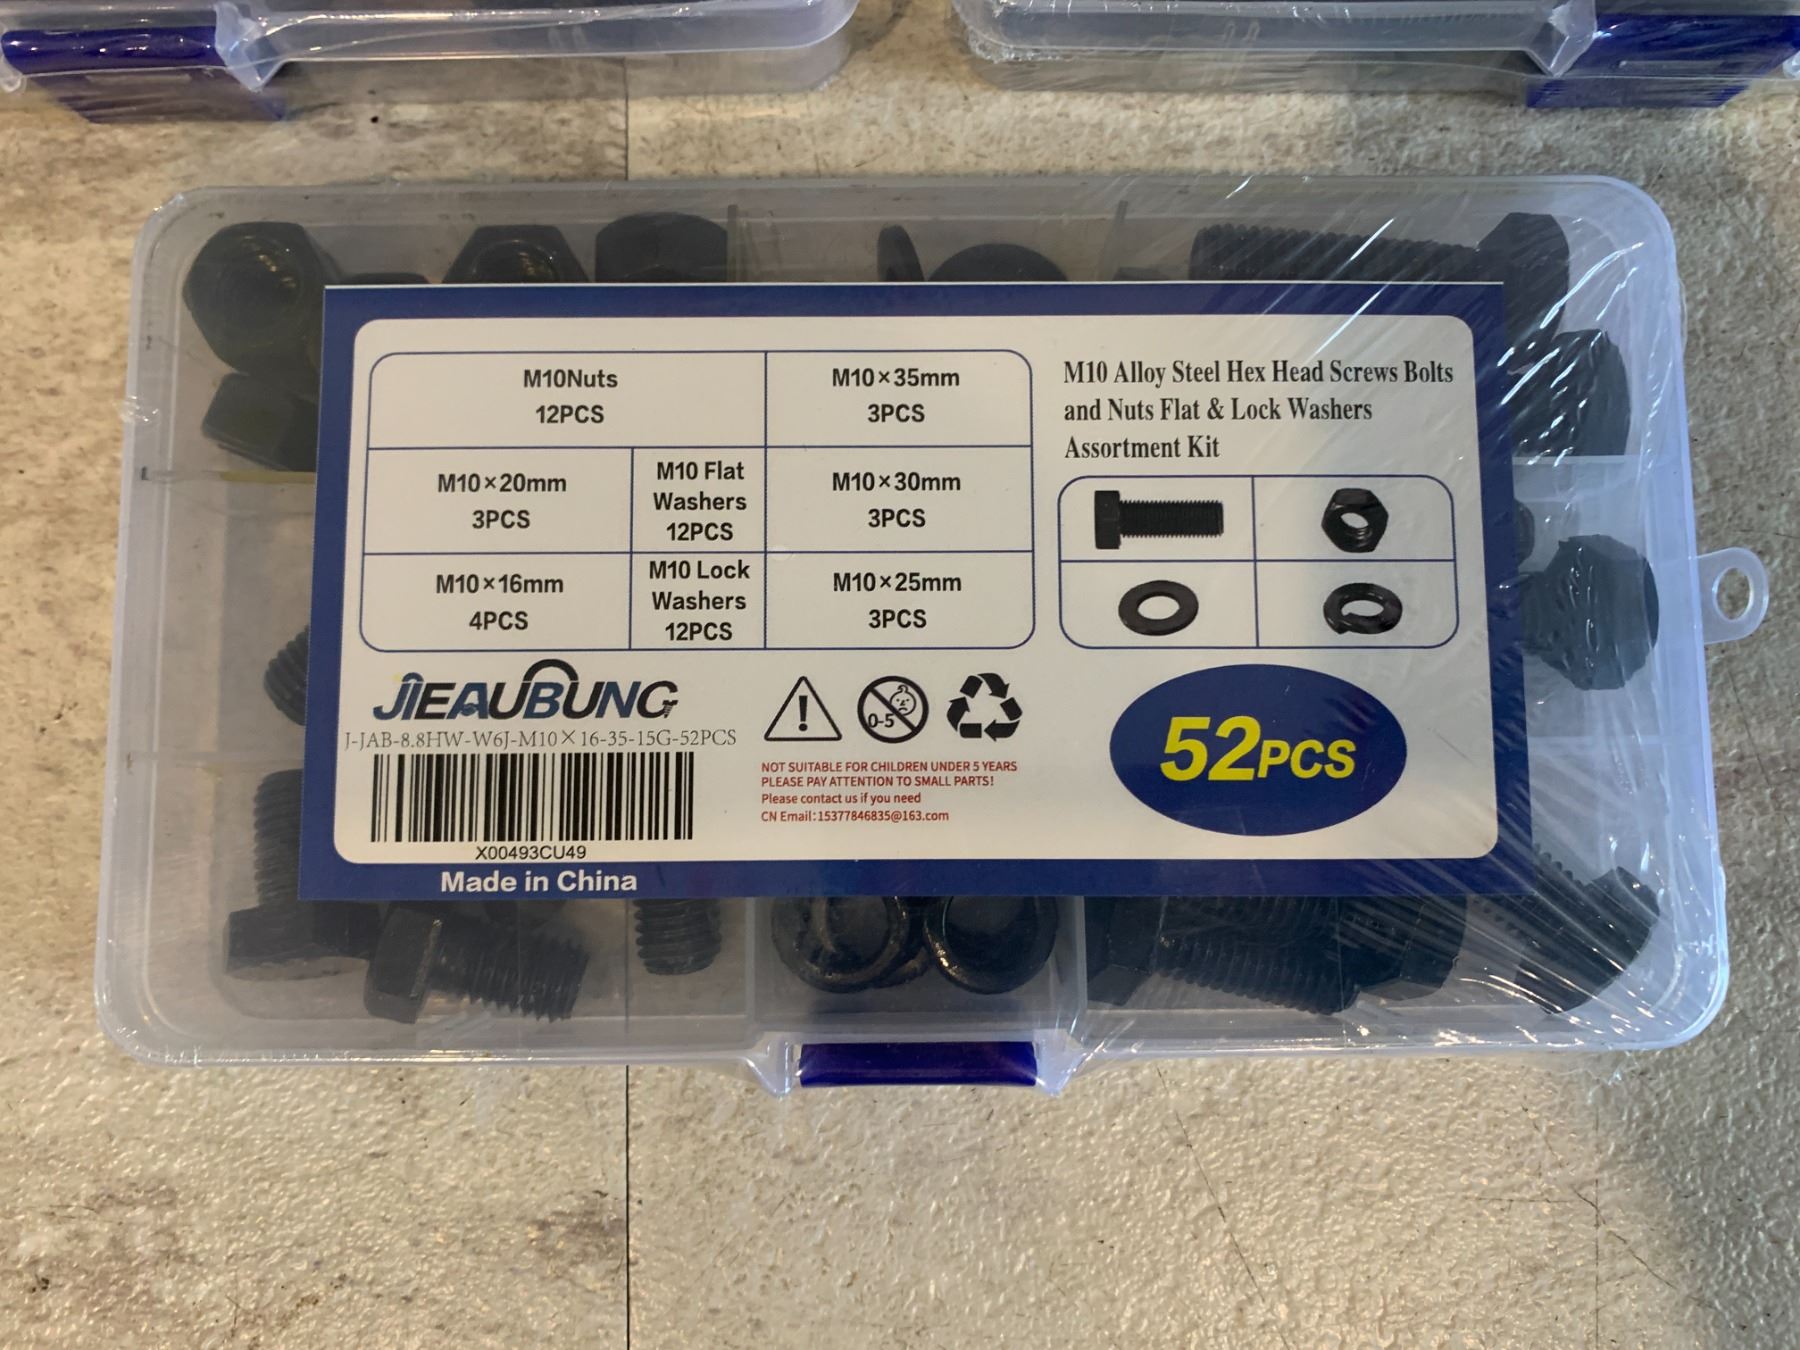 M10Nuts
12PCS
M10×35mm
3PCS
M10×20mm
3PCS
M10 Flat
Washers
12PCS
M10×30mm
3PCS
M10×16mm
4PCS
M10 Lock
Washers
12PCS
M10×25mm
3PCS
M10 Alloy Steel Hex Head Screws Bolts
and Nuts Flat & Lock Washers
Assortment Kit
JIEAUBUNG
J-JAB-8.8HW-W6J-M10×16-35-15G-52PCS
X00493CU49
Made in China
0-5
NOT SUITABLE FOR CHILDREN UNDER 5 YEARS
PLEASE PAY ATTENTION TO SMALL PARTS!
Please contact us if you need
CN Email:15377846835@163.com
52PCS